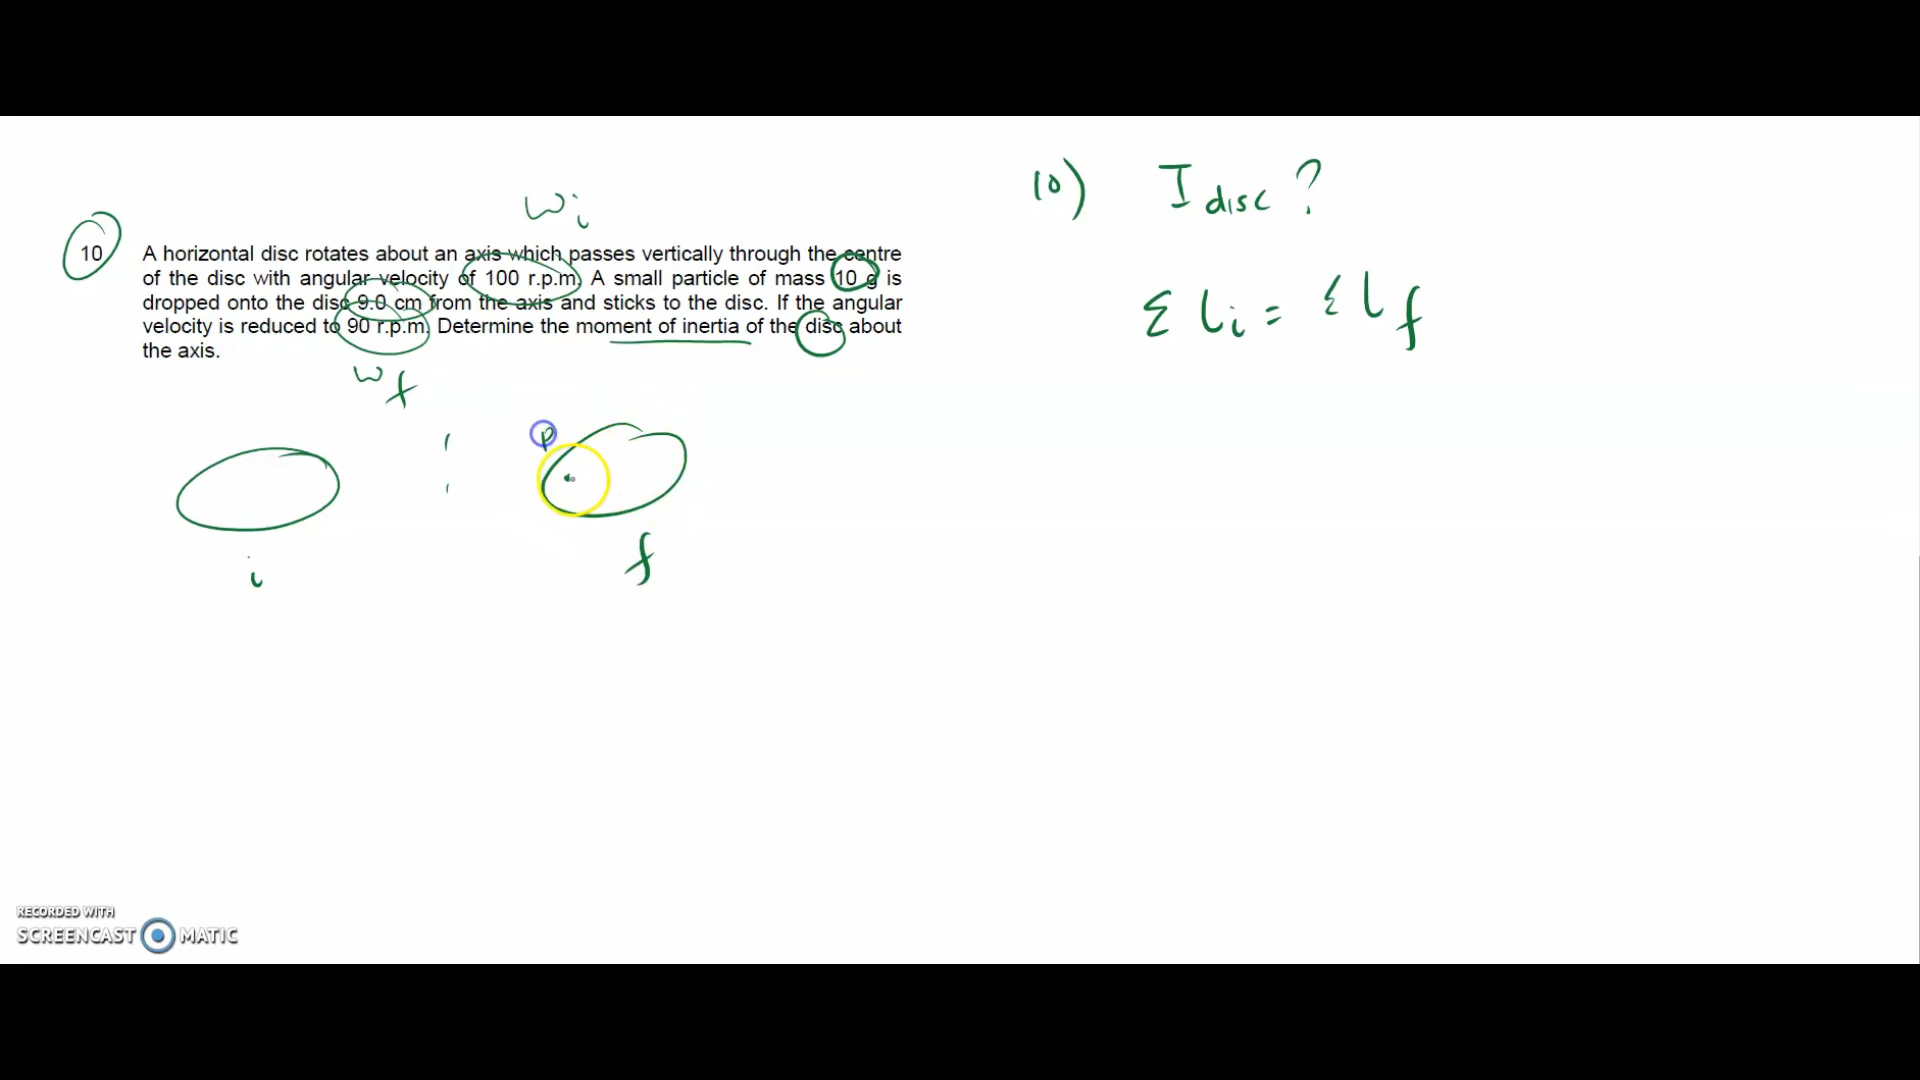 10) I disc ?
ωi
10 A horizontal disc rotates about an axis which passes vertically through the centre
of the disc with angular velocity of 100 r.p.m. A small particle of mass 10 g is
dropped onto the disc 9.0 cm from the axis and sticks to the disc. If the angular
velocity is reduced to 90 r.p.m. Determine the moment of inertia of the disc about
the axis.
Σ Li = Σ Lf
ωf
P
i
f
RECORDED WITH
SCREENCAST MATIC